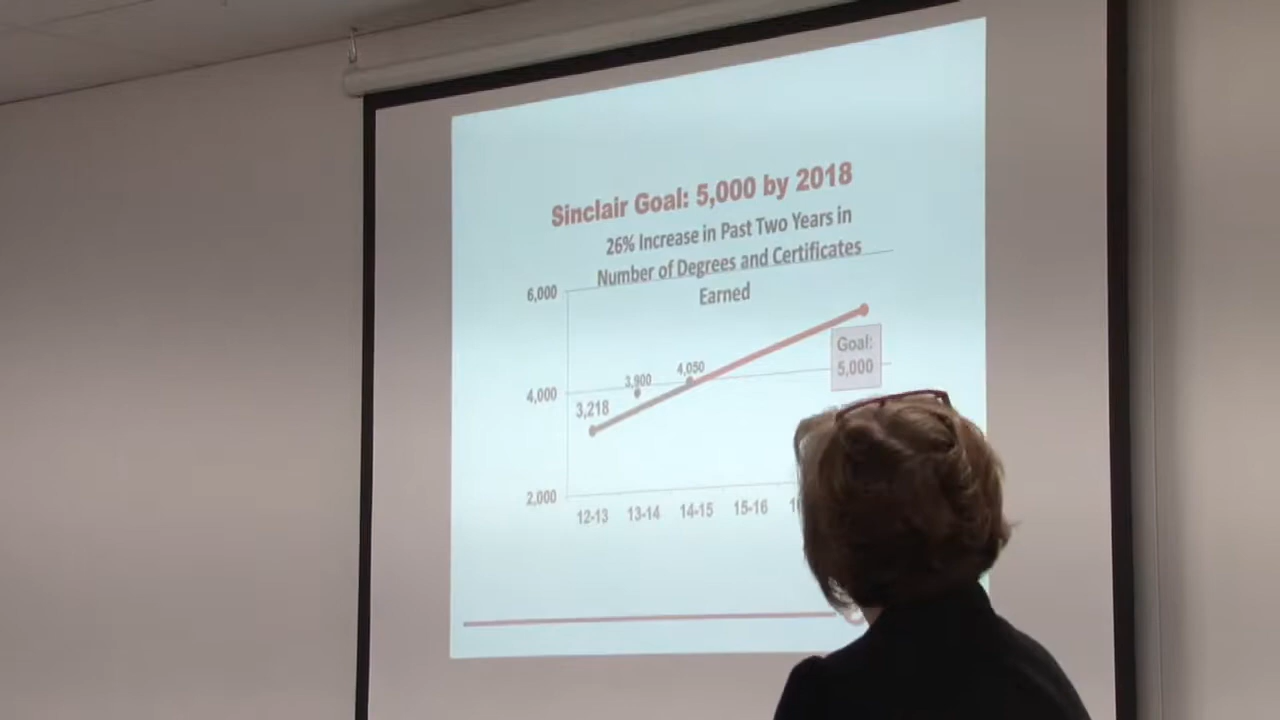 Sinclair Goal: 5,000 by 2018
26% Increase in Past Two Years in
Number of Degrees and Certificates
Earned
6,000
4,000
2,000
3,218
3,900
4,050
Goal:
5,000
12-13
13-14
14-15
15-16